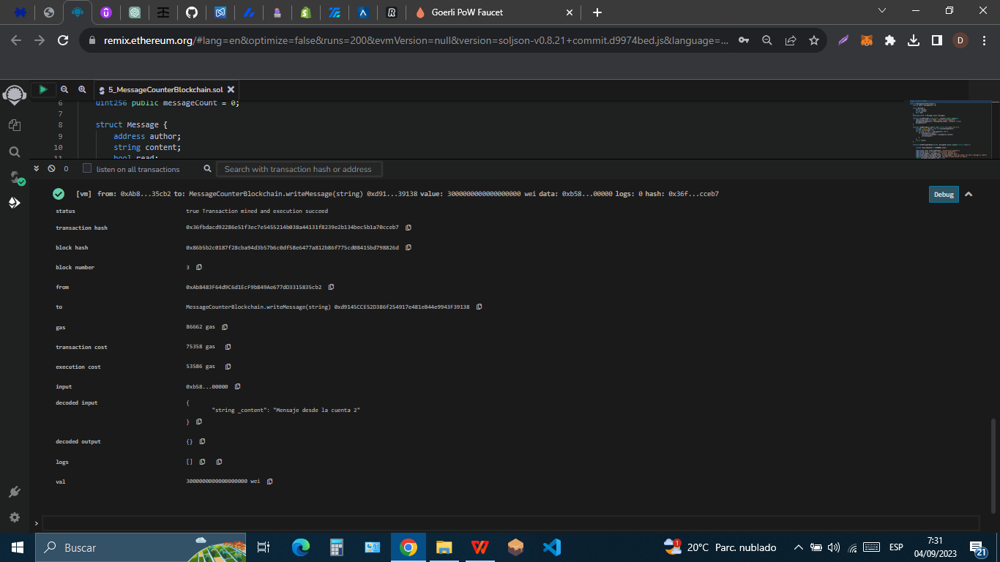 Goerli PoW Faucet
remix.ethereum.org/#lang=en&optimize=false&runs=200&evmVersion=null&version=soljson-v0.8.21+commit.d9974bed.js&language=...
D
5_MessageCounterBlockchain.sol
6 uint256 public messageCount = 0;
7
8 struct Message {
9 address author;
10 string content;
11 bool read;
0 listen on all transactions Search with transaction hash or address
[vm] from: 0xAb8...35cb2 to: MessageCounterBlockchain.writeMessage(string) 0xd91...39138 value: 3000000000000000000 wei data: 0xb58...00000 logs: 0 hash: 0x36f...cceb7 Debug
status true Transaction mined and execution succeed
transaction hash 0x36fbdacd92286e51f3ec7e5455214b038a44131f8239e2b134bec5b1a70cceb7
block hash 0x86b5b2c0187f28cba94d3b57b6c0df58e6477a812b86f775cd08415bd798826d
block number 3
from 0xAb8483F64d9C6d1EcF9b849Ae677dD3315835cb2
to MessageCounterBlockchain.writeMessage(string) 0xd9145CCE52D386f254917e481eB44e9943F39138
gas 86662 gas
transaction cost 75358 gas
execution cost 53586 gas
input 0xb58...00000
decoded input {
"string _content": "Mensaje desde la cuenta 2"
}
decoded output {}
logs []
val 3000000000000000000 wei
>
Buscar
1
20°C Parc. nublado
ESP
7:31
04/09/2023
21